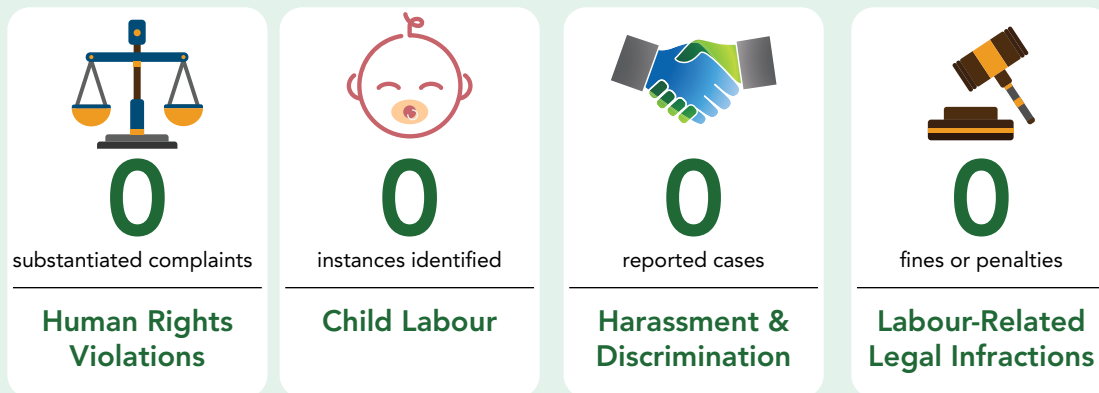 0
substantiated complaints
Human Rights
Violations
0
instances identified
Child Labour
0
reported cases
Harassment &
Discrimination
0
fines or penalties
Labour-Related
Legal Infractions